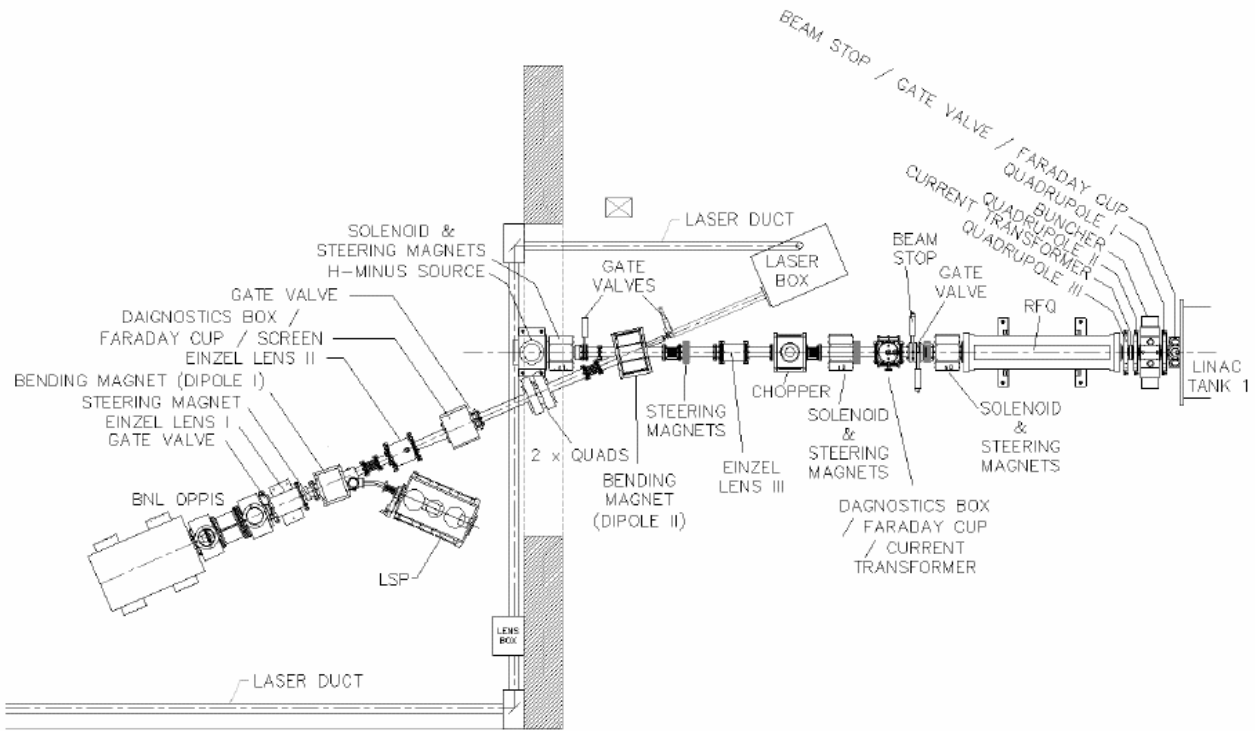 BEAM STOP / GATE VALVE / FARADAY CUP
QUADRUPOLE I
BUNCHER
QUADRUPOLE II
CURRENT TRANSFORMER
QUADRUPOLE III
LASER DUCT
SOLENOID &
STEERING MAGNETS
H-MINUS SOURCE
GATE VALVE
DAIGNOSTICS BOX /
FARADAY CUP / SCREEN
EINZEL LENS II
BENDING MAGNET (DIPOLE I)
STEERING MAGNET
EINZEL LENS I
GATE VALVE
BNL OPPIS
LSP
GATE
VALVES
LASER
BOX
BEAM
STOP
GATE
VALVE
RFQ
LINAC
TANK 1
2 x QUADS
BENDING
MAGNET
(DIPOLE II)
STEERING
MAGNETS
EINZEL
LENS III
CHOPPER
SOLENOID
&
STEERING
MAGNETS
DAGNOSTICS BOX
/ FARADAY CUP
/ CURRENT
TRANSFORMER
SOLENOID
&
STEERING
MAGNETS
LENS
BOX
LASER DUCT